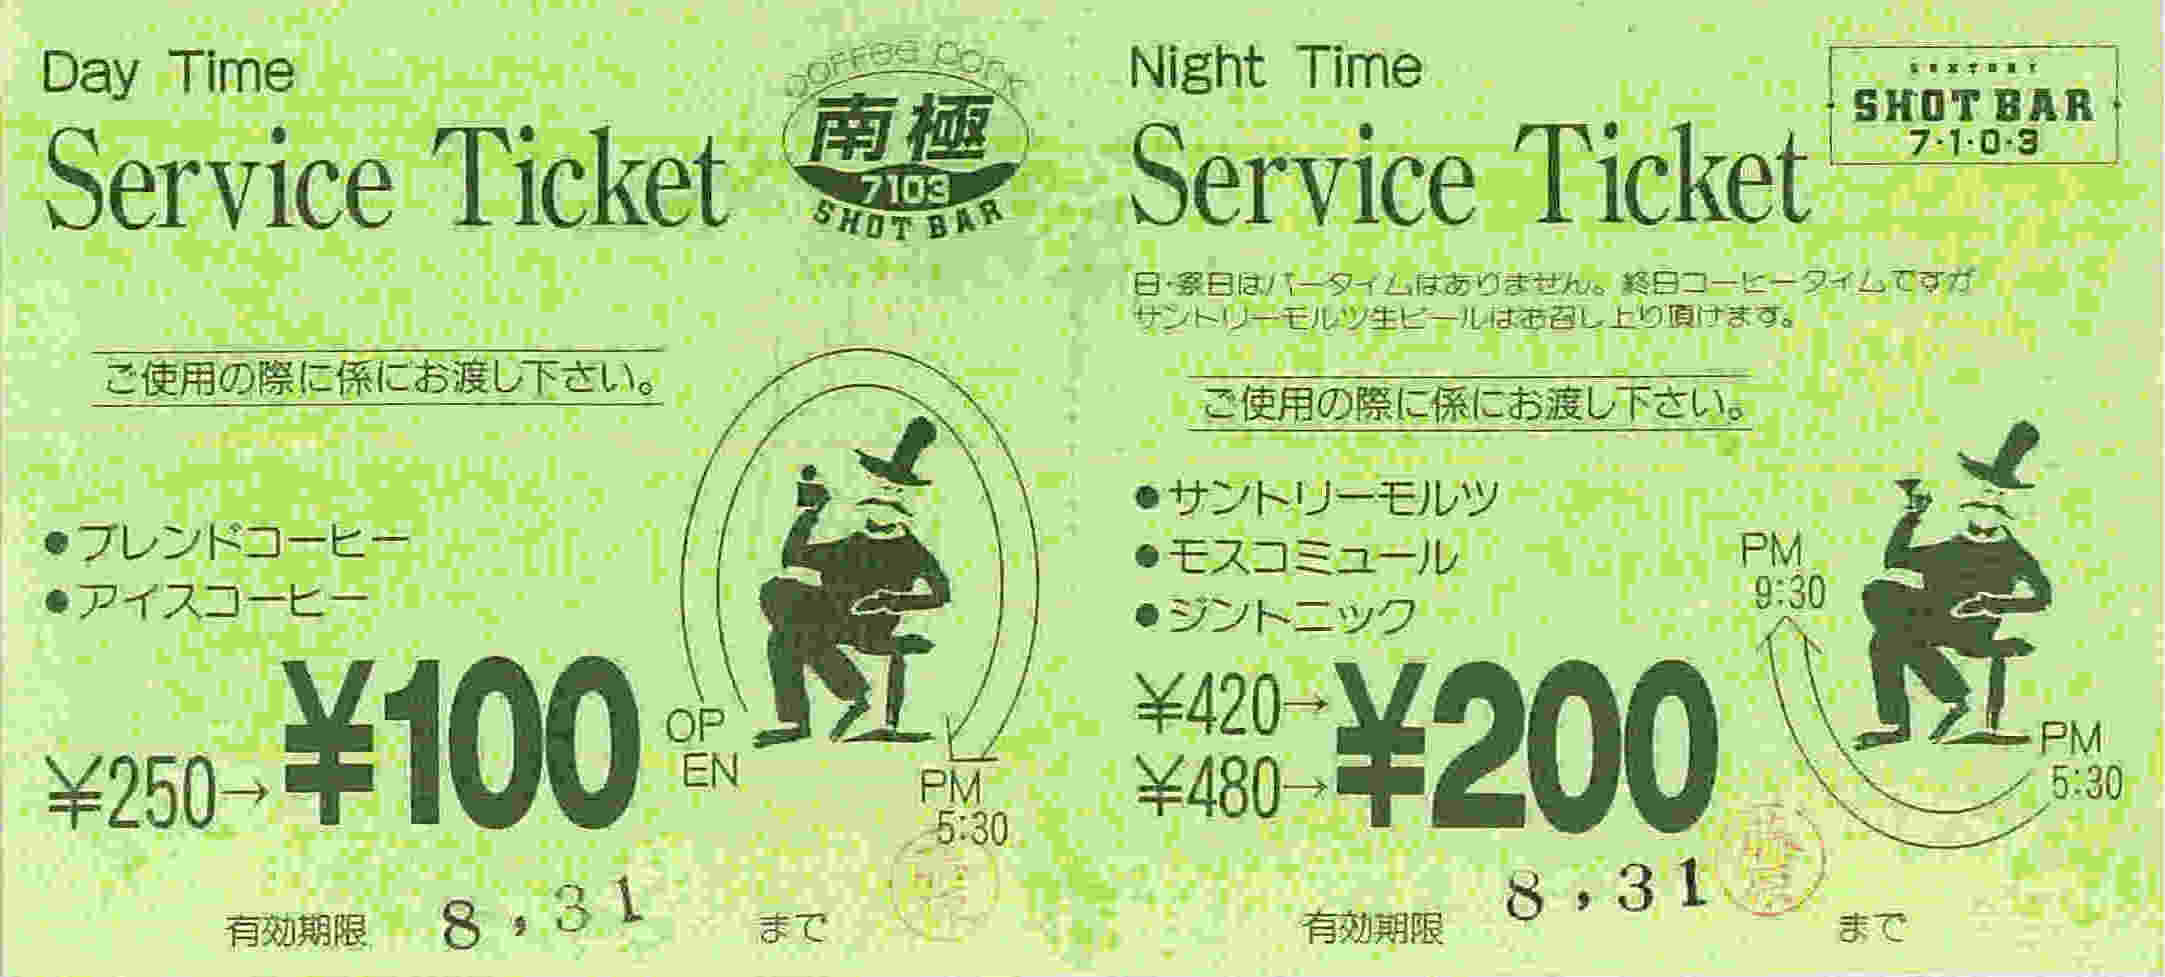 Day Time
Service Ticket
coffee park
南極
7103
SHOT BAR
ご使用の際に係にお渡し下さい。
●ブレンドコーヒー
●アイスコーヒー
¥250→¥100
OP
EN
PM
5:30
有効期限 8,31 まで
Night Time
Service Ticket
SUNTORY
SHOT BAR
7·1·0·3
日·祭日はバータイムはありません。終日コーヒータイムですが
サントリーモルツ生ビールはお召し上り頂けます。
ご使用の際に係にお渡し下さい。
●サントリーモルツ
●モスコミュール
●ジントニック
¥420→
¥480→
¥200
PM
9:30
PM
5:30
有効期限 8,31 まで